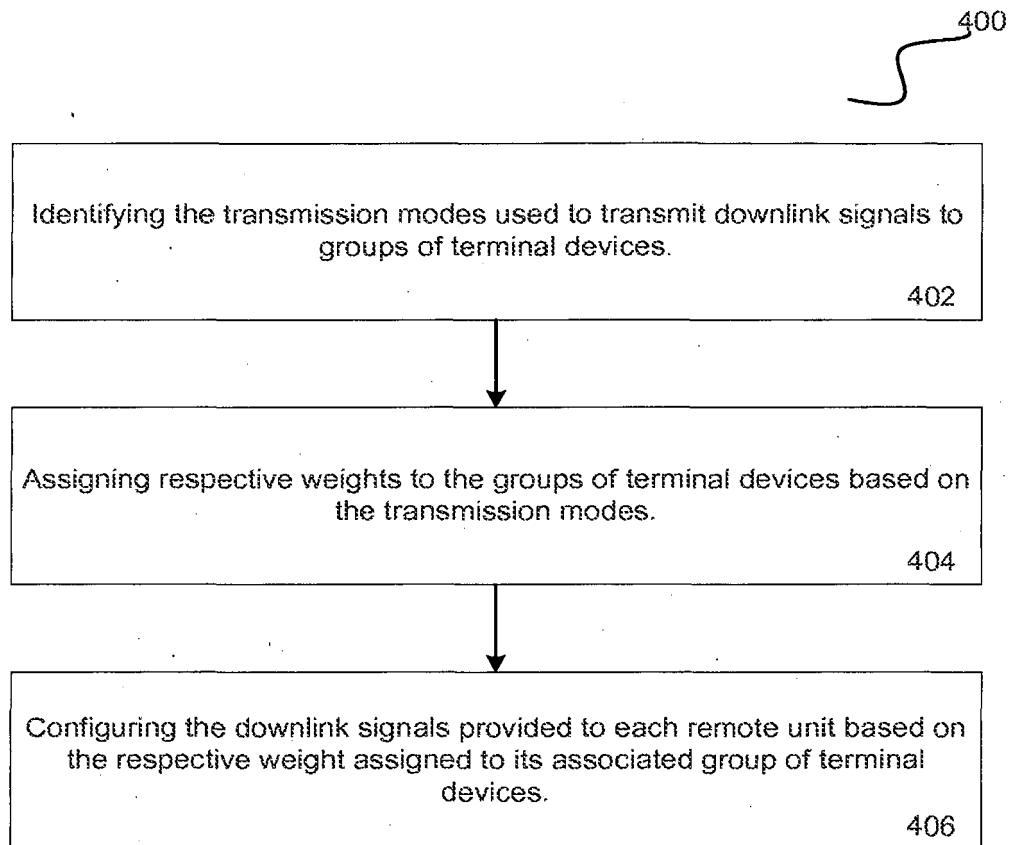 400
Identifying the transmission modes used to transmit downlink signals to
groups of terminal devices.
402
Assigning respective weights to the groups of terminal devices based on
the transmission modes.
404
Configuring the downlink signals provided to each remote unit based on
the respective weight assigned to its associated group of terminal
devices.
406